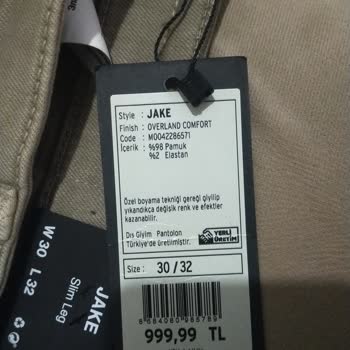 Style : JAKE
Finish : OVERLAND COMFORT
Code : M0042286571
İçerik : %98 Pamuk
%2 Elastan
Özel boyama tekniği gereği giyilip
yıkandıkça değişik renk ve efektler
kazanabilir.
Dış Giyim Pantolon
Türkiye'de üretilmiştir.
YERLİ
ÜRETİM
Size : 30 / 32
8684080985789
999,99 TL
W 30 L 32
JAKE
Slim Leg